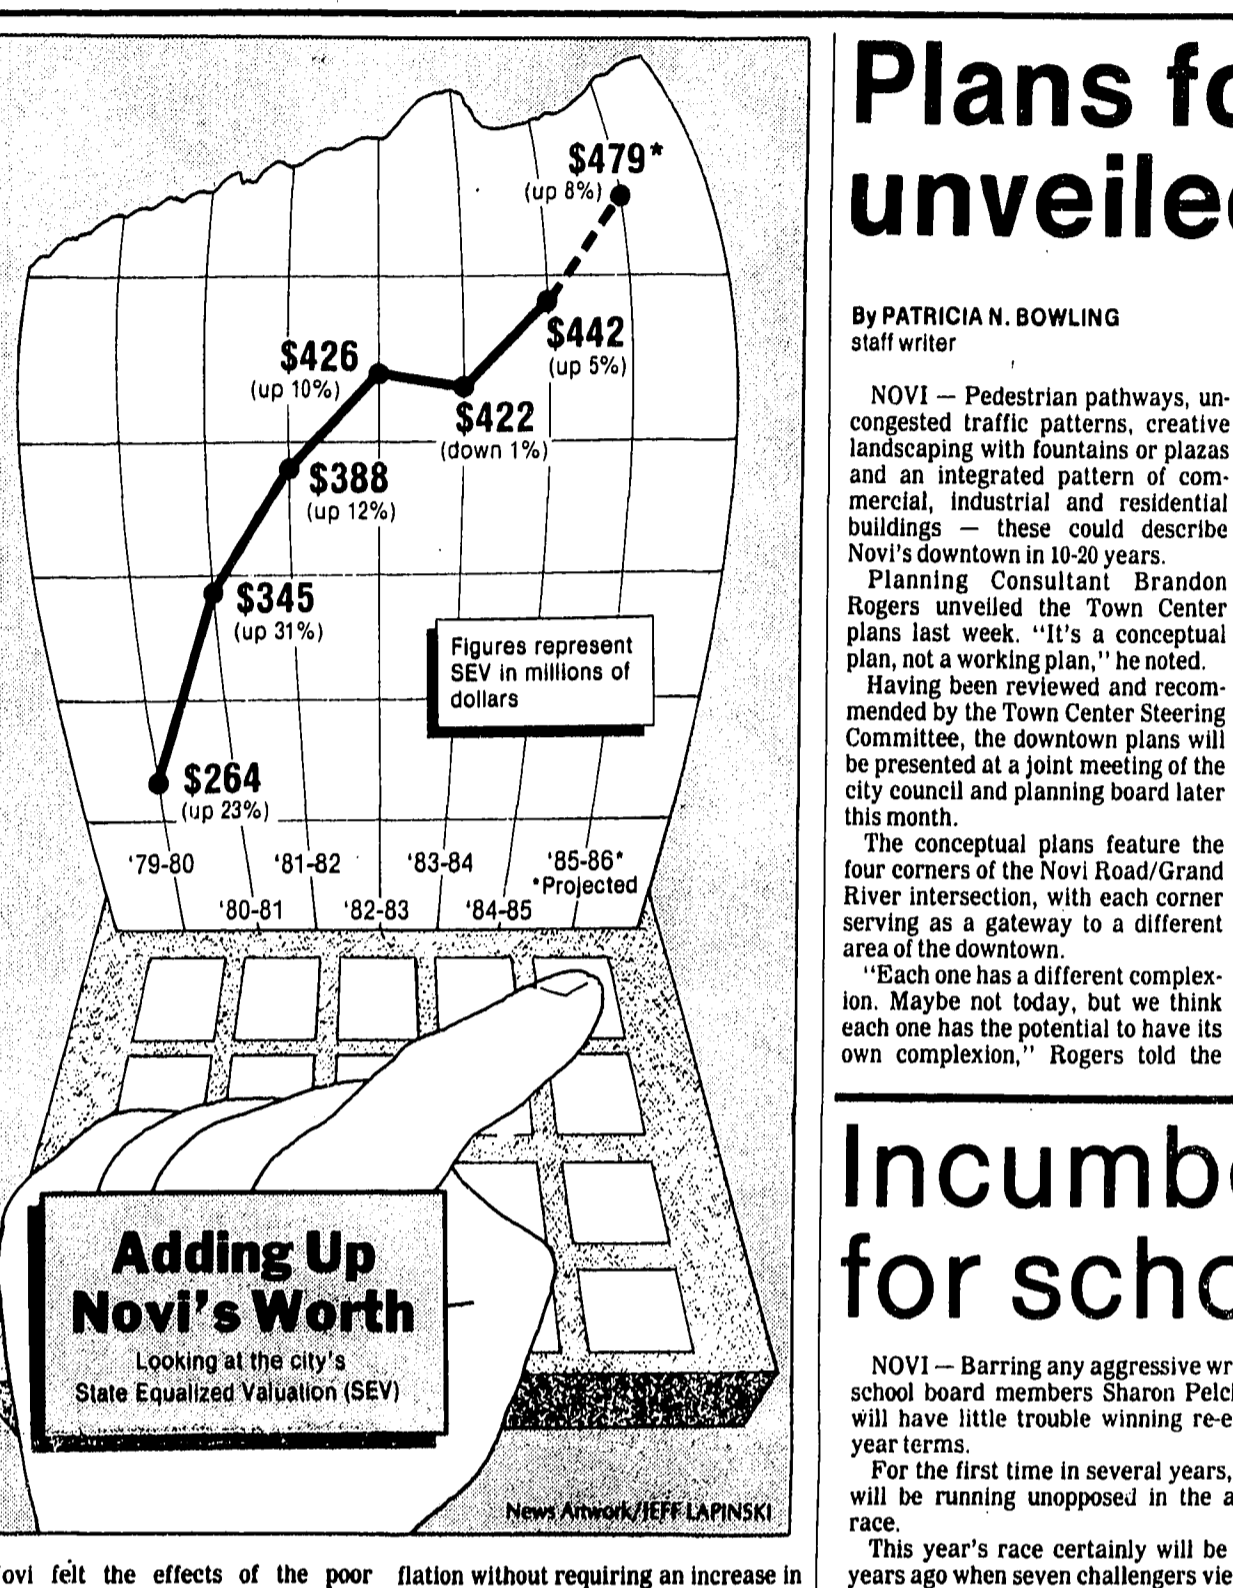 $479*
(up 8%)
$442
(up 5%)
$426
(up 10%)
$422
(down 1%)
$388
(up 12%)
$345
(up 31%)
Figures represent
SEV in millions of
dollars
$264
(up 23%)
'79-80
'81-82
'83-84
'85-86*
*Projected
'80-81
'82-83
'84-85
Adding Up
Novi's Worth
Looking at the city's
State Equalized Valuation (SEV)
News Artwork/JEFF LAPINSKI
felt the effects of the poor
flation without requiring an increase in
Plans
By PATRICIA N. BOWLING
staff writer
NOVI — Pedestrian pathways, un-
congested traffic patterns, creative
landscaping with fountains or plazas
and an integrated pattern of com-
mercial, industrial and residential
buildings — these could describe
Novi's downtown in 10-20 years.
Planning Consultant Brandon
Rogers unveiled the Town Center
plans last week. "It's a conceptual
plan, not a working plan," he noted.
Having been reviewed and recom-
mended by the Town Center Steering
Committee, the downtown plans will
be presented at a joint meeting of the
city council and planning board later
this month.
The conceptual plans feature the
four corners of the Novi Road/Grand
River intersection, with each corner
serving as a gateway to a different
area of the downtown.
"Each one has a different complex-
ion. Maybe not today, but we think
each one has the potential to have its
own complexion," Rogers told the
for
NOVI — Barring any aggressive
school board members Sharon
will have little trouble winning
year terms.
For the first time in several years,
will be running unopposed in the
race.
This year's race certainly will be
years ago when seven challengers